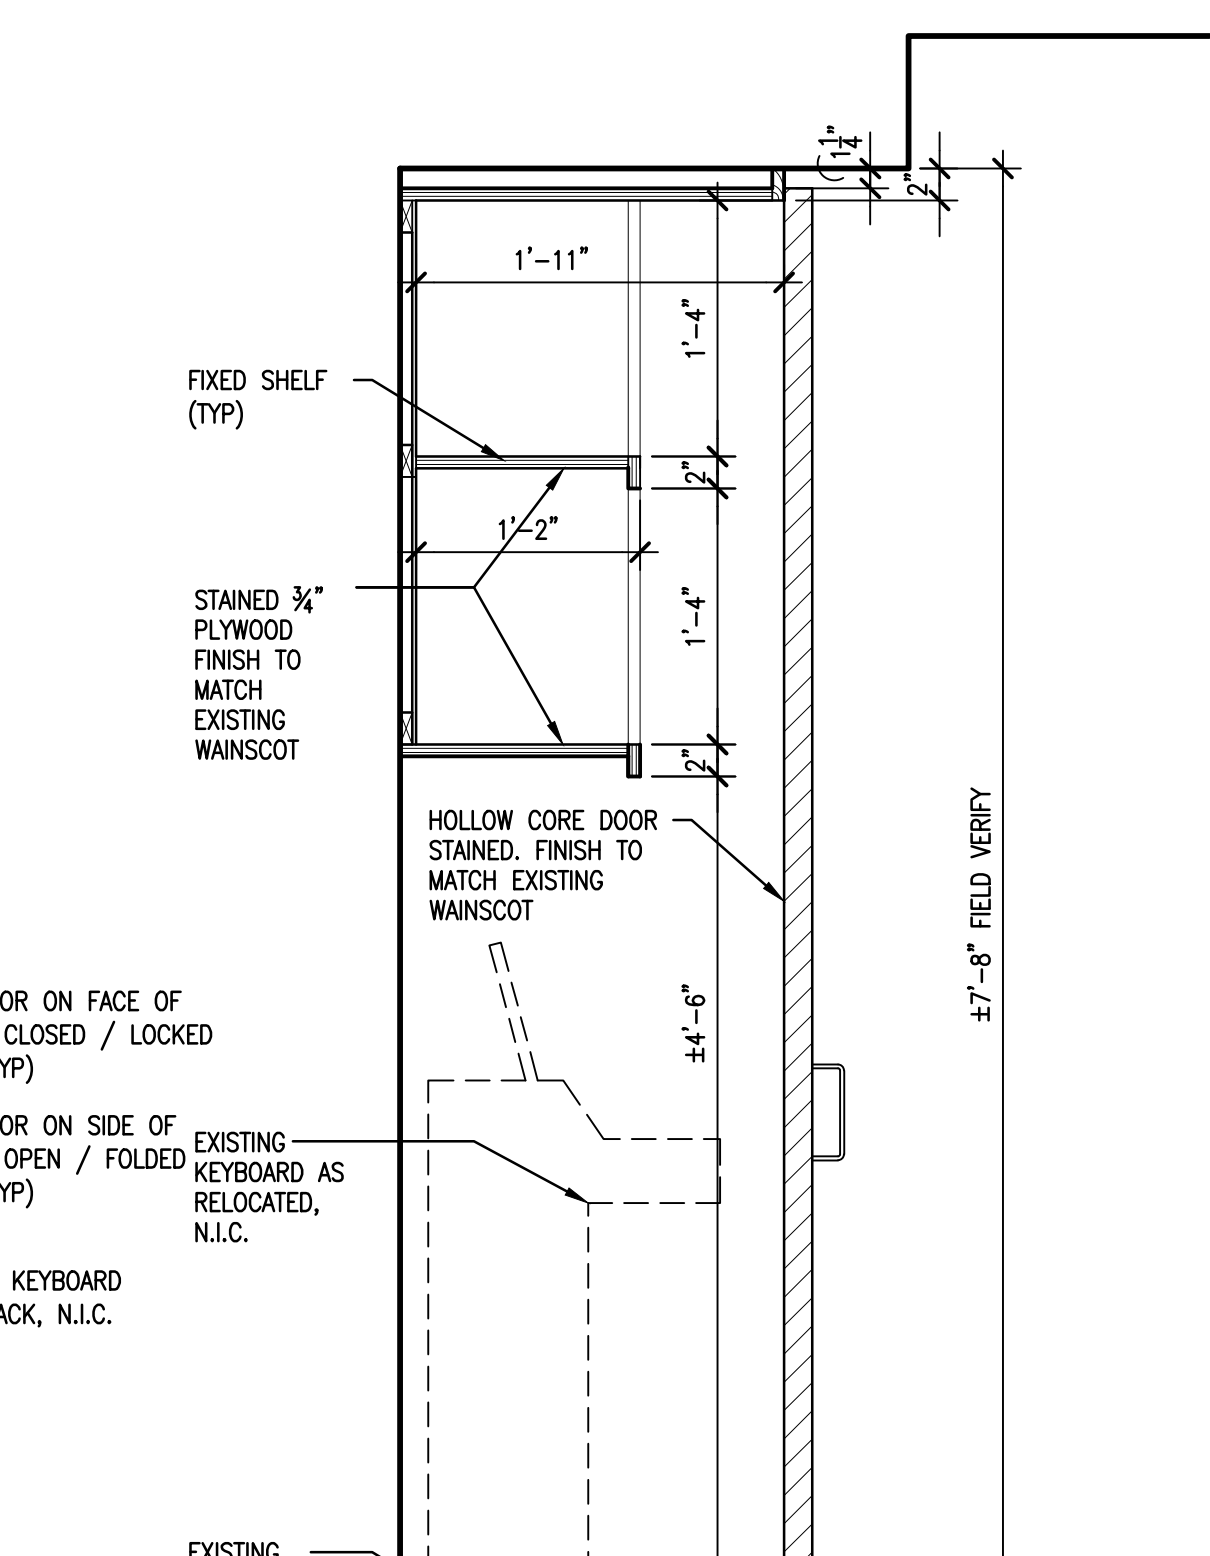 1 1/4"
2"
1'-11"
1'-4"
FIXED SHELF
(TYP)
2"
1'-2"
STAINED 3/4"
PLYWOOD
FINISH TO
MATCH
EXISTING
WAINSCOT
1'-4"
2"
HOLLOW CORE DOOR
STAINED. FINISH TO
MATCH EXISTING
WAINSCOT
±7'-8" FIELD VERIFY
±4'-6"
OR ON FACE OF
CLOSED / LOCKED
YP)
OR ON SIDE OF
OPEN / FOLDED
YP)
EXISTING
KEYBOARD AS
RELOCATED,
N.I.C.
KEYBOARD
ACK, N.I.C.
EXISTING